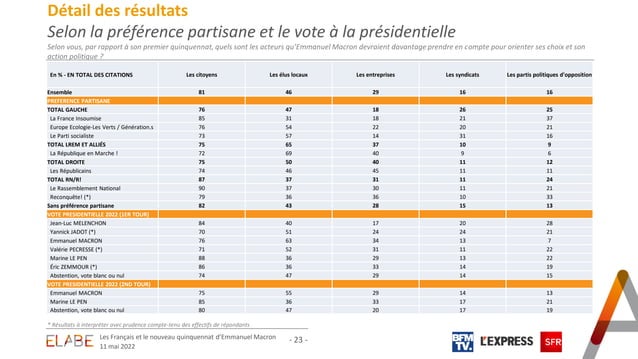 Détail des résultats
Selon la préférence partisane et le vote à la présidentielle
Selon vous, par rapport à son premier quinquennat, quels sont les acteurs qu'Emmanuel Macron devraient davantage prendre en compte pour orienter ses choix et son
action politique ?
En % - EN TOTAL DES CITATIONS Les citoyens Les élus locaux Les entreprises Les syndicats Les partis politiques d'opposition
Ensemble 81 46 29 16 16
PREFERENCE PARTISANE
TOTAL GAUCHE 76 47 18 26 25
La France Insoumise 85 31 18 21 37
Europe Ecologie-Les Verts / Génération.s 76 54 22 20 21
Le Parti socialiste 73 57 14 31 16
TOTAL LREM ET ALLIÉS 75 65 37 10 9
La République en Marche ! 72 69 40 9 6
TOTAL DROITE 75 50 40 11 12
Les Républicains 74 46 45 11 11
TOTAL RN/R! 87 37 31 11 24
Le Rassemblement National 90 37 30 11 21
Reconquête! (*) 79 36 36 10 33
Sans préférence partisane 82 43 28 15 13
VOTE PRESIDENTIELLE 2022 (1ER TOUR)
Jean-Luc MELENCHON 84 40 17 20 28
Yannick JADOT (*) 70 51 24 24 21
Emmanuel MACRON 76 63 34 13 7
Valérie PECRESSE (*) 71 52 31 11 22
Marine LE PEN 88 36 29 13 22
Éric ZEMMOUR (*) 86 36 33 14 19
Abstention, vote blanc ou nul 74 47 29 14 15
VOTE PRESIDENTIELLE 2022 (2ND TOUR)
Emmanuel MACRON 75 55 29 14 13
Marine LE PEN 85 36 33 17 21
Abstention, vote blanc ou nul 80 47 20 17 19
* Résultats à interpréter avec prudence compte-tenu des effectifs de répondants
ELABE
Les Français et le nouveau quinquennat d'Emmanuel Macron
11 mai 2022
- 23 -
BFM
TV.
L'EXPRESS
SFR